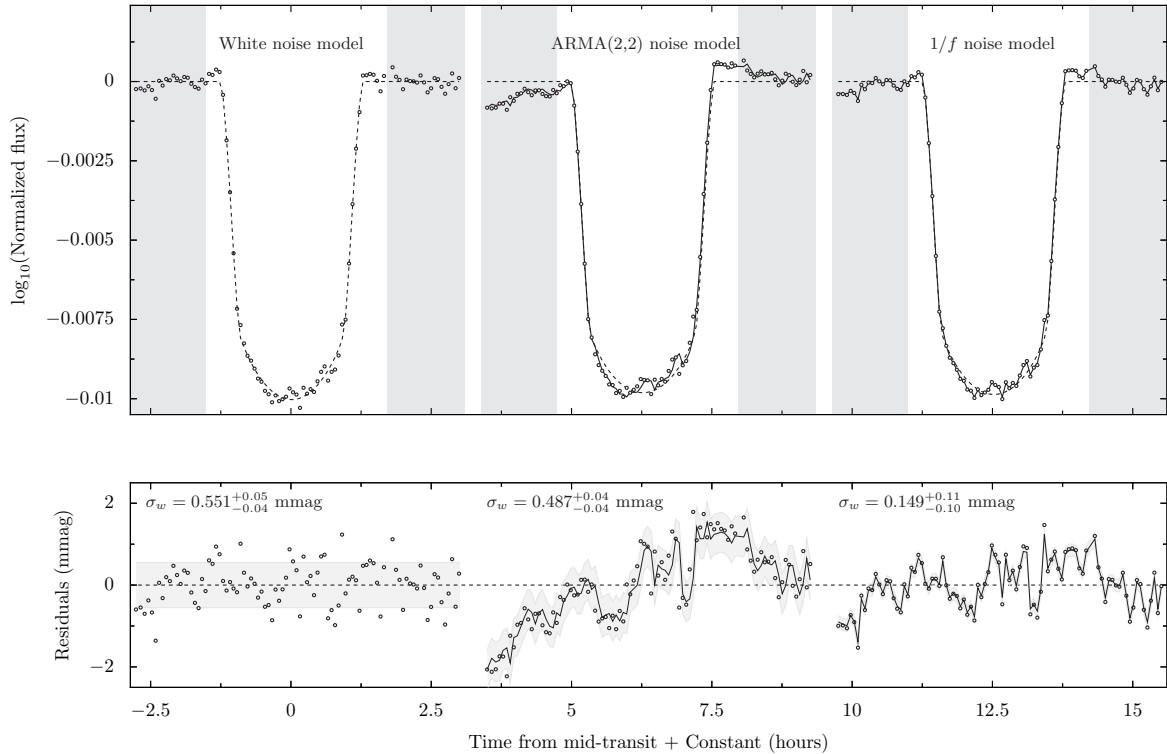 White noise model ARMA(2,2) noise model 1/f noise model
0
−0.0025
−0.005
−0.0075
−0.01
log₁₀(Normalized flux)
σ_w = 0.551^{+0.05}_{−0.04} mmag σ_w = 0.487^{+0.04}_{−0.04} mmag σ_w = 0.149^{+0.11}_{−0.10} mmag
2
0
−2
Residuals (mmag)
−2.5 0 2.5 5 7.5 10 12.5 15
Time from mid-transit + Constant (hours)